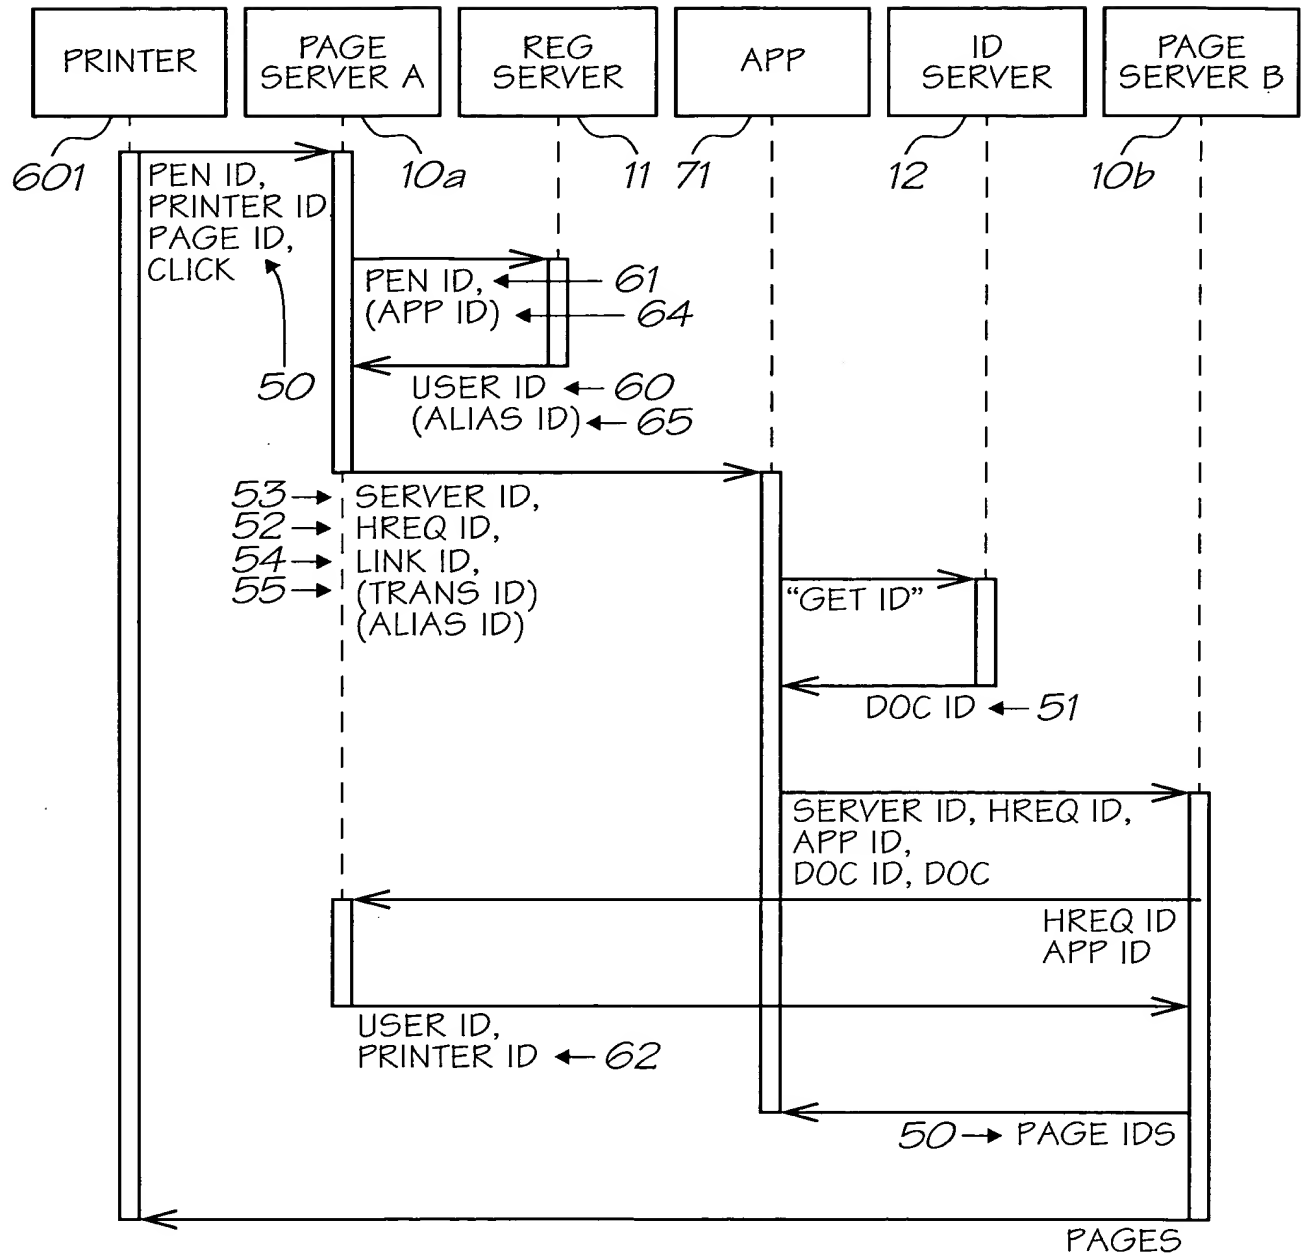 PRINTER
PAGE
SERVER A
REG
SERVER
APP
ID
SERVER
PAGE
SERVER B
601
10a
11
71
12
10b
PEN ID,
PRINTER ID
PAGE ID,
CLICK
50
PEN ID,
61
(APP ID)
64
USER ID
60
(ALIAS ID)
65
53
SERVER ID,
52
HREQ ID,
54
LINK ID,
55
(TRANS ID)
(ALIAS ID)
“GET ID”
DOC ID
51
SERVER ID, HREQ ID,
APP ID,
DOC ID, DOC
HREQ ID
APP ID
USER ID,
PRINTER ID
62
50
PAGE IDS
PAGES